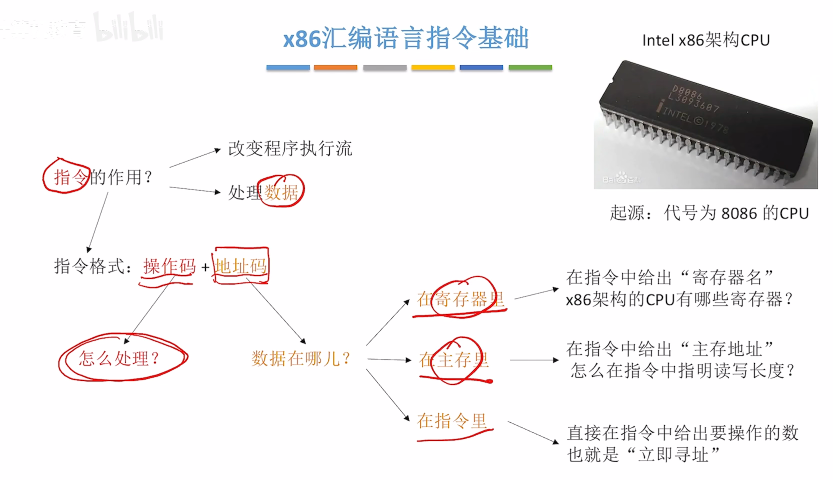 bilibili
x86汇编语言指令基础
Intel x86架构CPU
D8086
L3093607
INTEL©1978
Bai百科
起源：代号为 8086 的CPU
指令的作用？
改变程序执行流
处理数据
指令格式：操作码 + 地址码
怎么处理？
数据在哪儿？
在寄存器里
在指令中给出“寄存器名”
x86架构的CPU有哪些寄存器？
在主存里
在指令中给出“主存地址”
怎么在指令中指明读写长度？
在指令里
直接在指令中给出要操作的数
也就是“立即寻址”